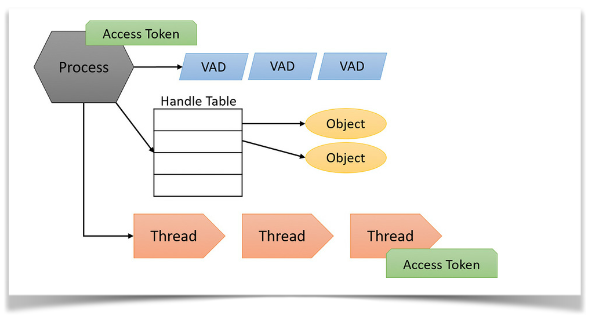 Access Token
Process
VAD
VAD
VAD
Handle Table
Object
Object
Thread
Thread
Thread
Access Token